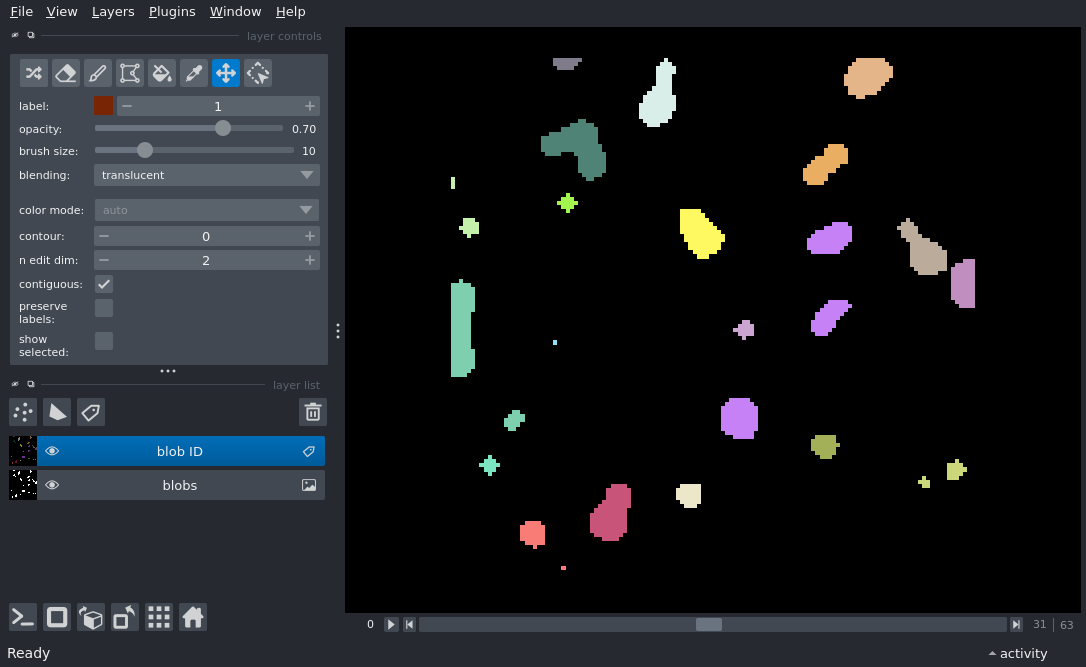 File View Layers Plugins Window Help
layer controls
label: 1
opacity: 0.70
brush size: 10
blending: translucent
color mode: auto
contour: 0
n edit dim: 2
contiguous:
preserve
labels:
show
selected:
layer list
blob ID
blobs
0 31 63
Ready activity